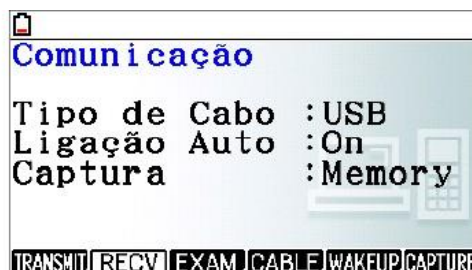 Comunicação
Tipo de Cabo :USB
Ligação Auto :On
Captura :Memory
TRANSMIT RECV EXAM CABLE WAKEUP CAPTURE